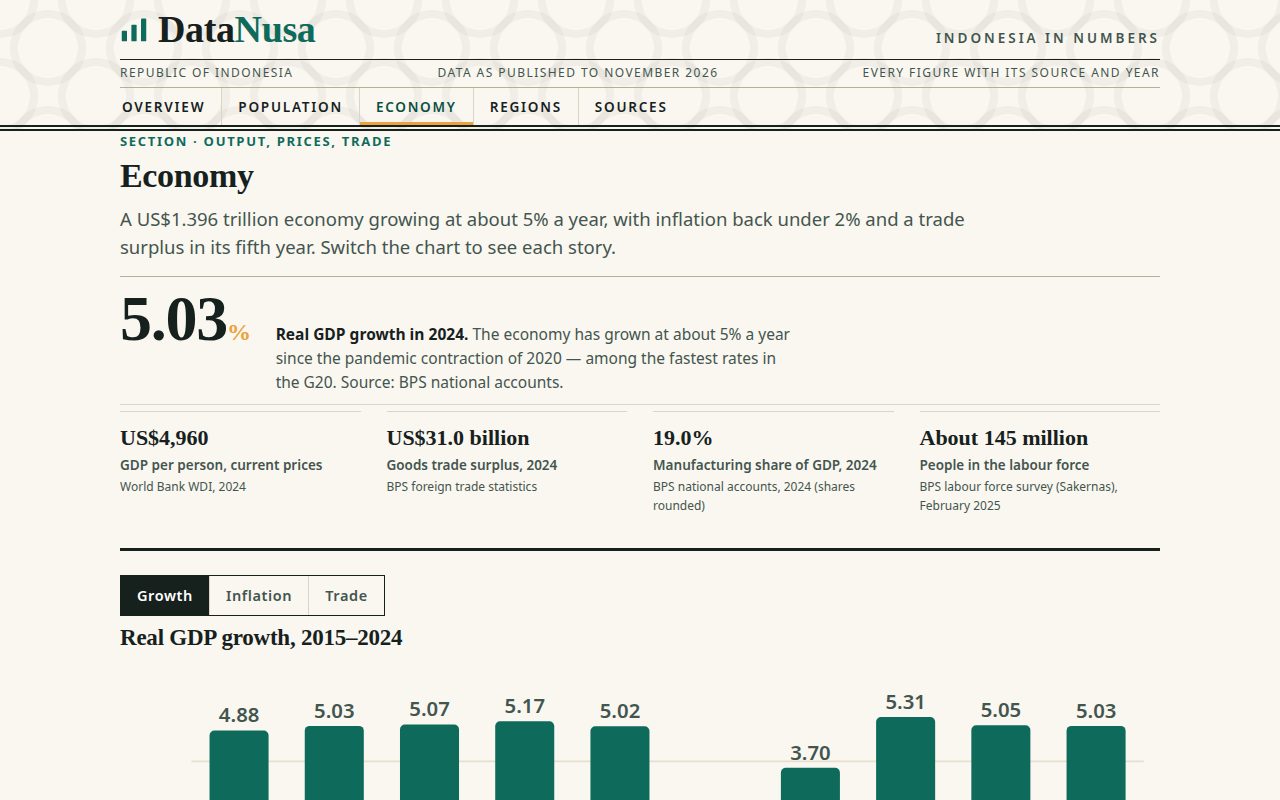 DataNusa
INDONESIA IN NUMBERS
REPUBLIC OF INDONESIA
DATA AS PUBLISHED TO NOVEMBER 2026
EVERY FIGURE WITH ITS SOURCE AND YEAR
OVERVIEW
POPULATION
ECONOMY
REGIONS
SOURCES
SECTION · OUTPUT, PRICES, TRADE
Economy
A US$1.396 trillion economy growing at about 5% a year, with inflation back under 2% and a trade
surplus in its fifth year. Switch the chart to see each story.
5.03%
Real GDP growth in 2024. The economy has grown at about 5% a year
since the pandemic contraction of 2020 — among the fastest rates in
the G20. Source: BPS national accounts.
US$4,960
GDP per person, current prices
World Bank WDI, 2024
US$31.0 billion
Goods trade surplus, 2024
BPS foreign trade statistics
19.0%
Manufacturing share of GDP, 2024
BPS national accounts, 2024 (shares
rounded)
About 145 million
People in the labour force
BPS labour force survey (Sakernas),
February 2025
Growth
Inflation
Trade
Real GDP growth, 2015–2024
4.88
5.03
5.07
5.17
5.02
3.70
5.31
5.05
5.03